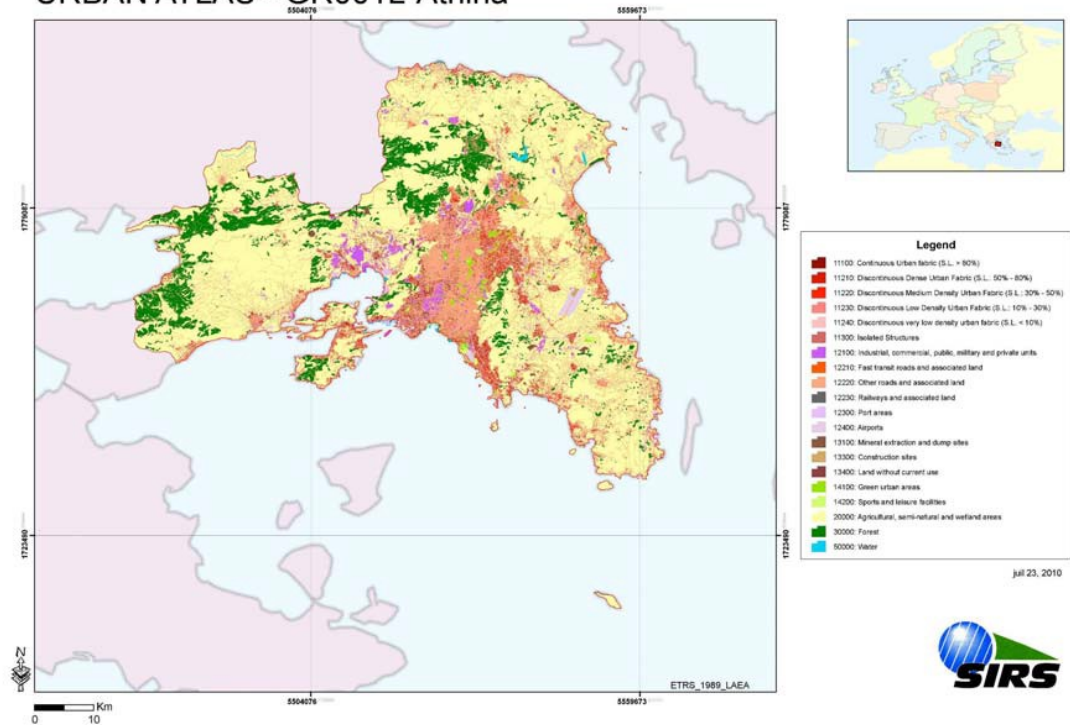 URBAN ATLAS - GR001L2 Athina
5504076
5559673
1779087
1779087
1723490
1723490
Legend
11100: Continuous Urban fabric (S.L. > 80%)
11210: Discontinuous Dense Urban Fabric (S.L.: 50% - 80%)
11220: Discontinuous Medium Density Urban Fabric (S.L.: 30% - 50%)
11230: Discontinuous Low Density Urban Fabric (S.L.: 10% - 30%)
11240: Discontinuous very low density urban fabric (S.L. < 10%)
11300: Isolated Structures
12100: Industrial, commercial, public, military and private units
12210: Fast transit roads and associated land
12220: Other roads and associated land
12230: Railways and associated land
12300: Port areas
12400: Airports
13100: Mineral extraction and dump sites
13300: Construction sites
13400: Land without current use
14100: Green urban areas
14200: Sports and leisure facilities
20000: Agricultural, semi-natural and wetland areas
30000: Forest
50000: Water
juil 23, 2010
SIRS
N
ETRS_1989_LAEA
5504076
5559673
Km
0 10